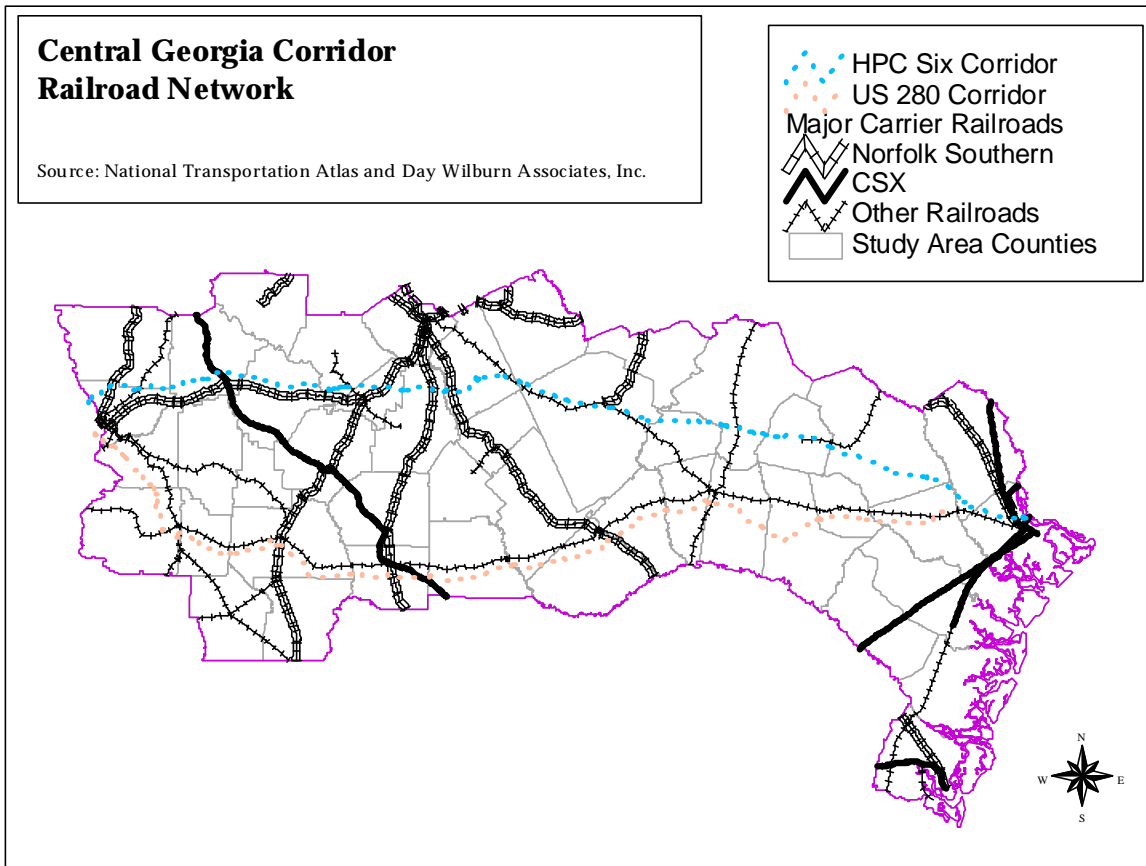 Central Georgia Corridor
Railroad Network
Source: National Transportation Atlas and Day Wilburn Associates, Inc.
HPC Six Corridor
US 280 Corridor
Major Carrier Railroads
Norfolk Southern
CSX
Other Railroads
Study Area Counties
N
W E
S